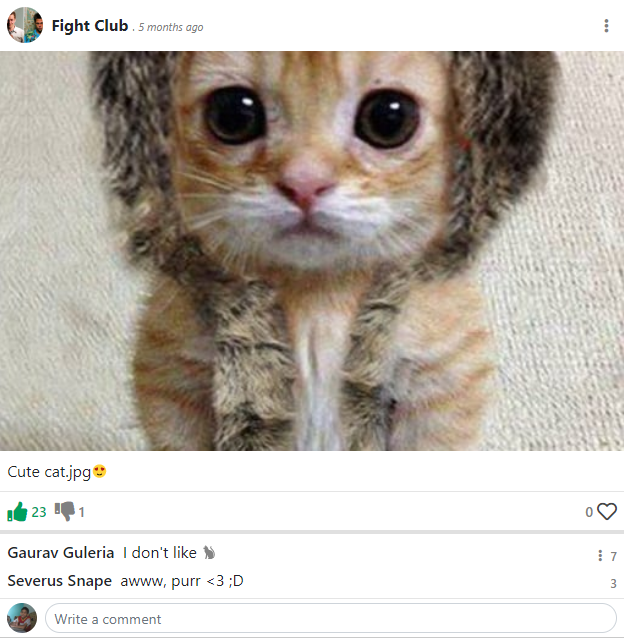 Fight Club . 5 months ago
Cute cat.jpg😍
23 1 0
Gaurav Guleria I don't like 🐈 7
Severus Snape awww, purr <3 ;D 3
Write a comment